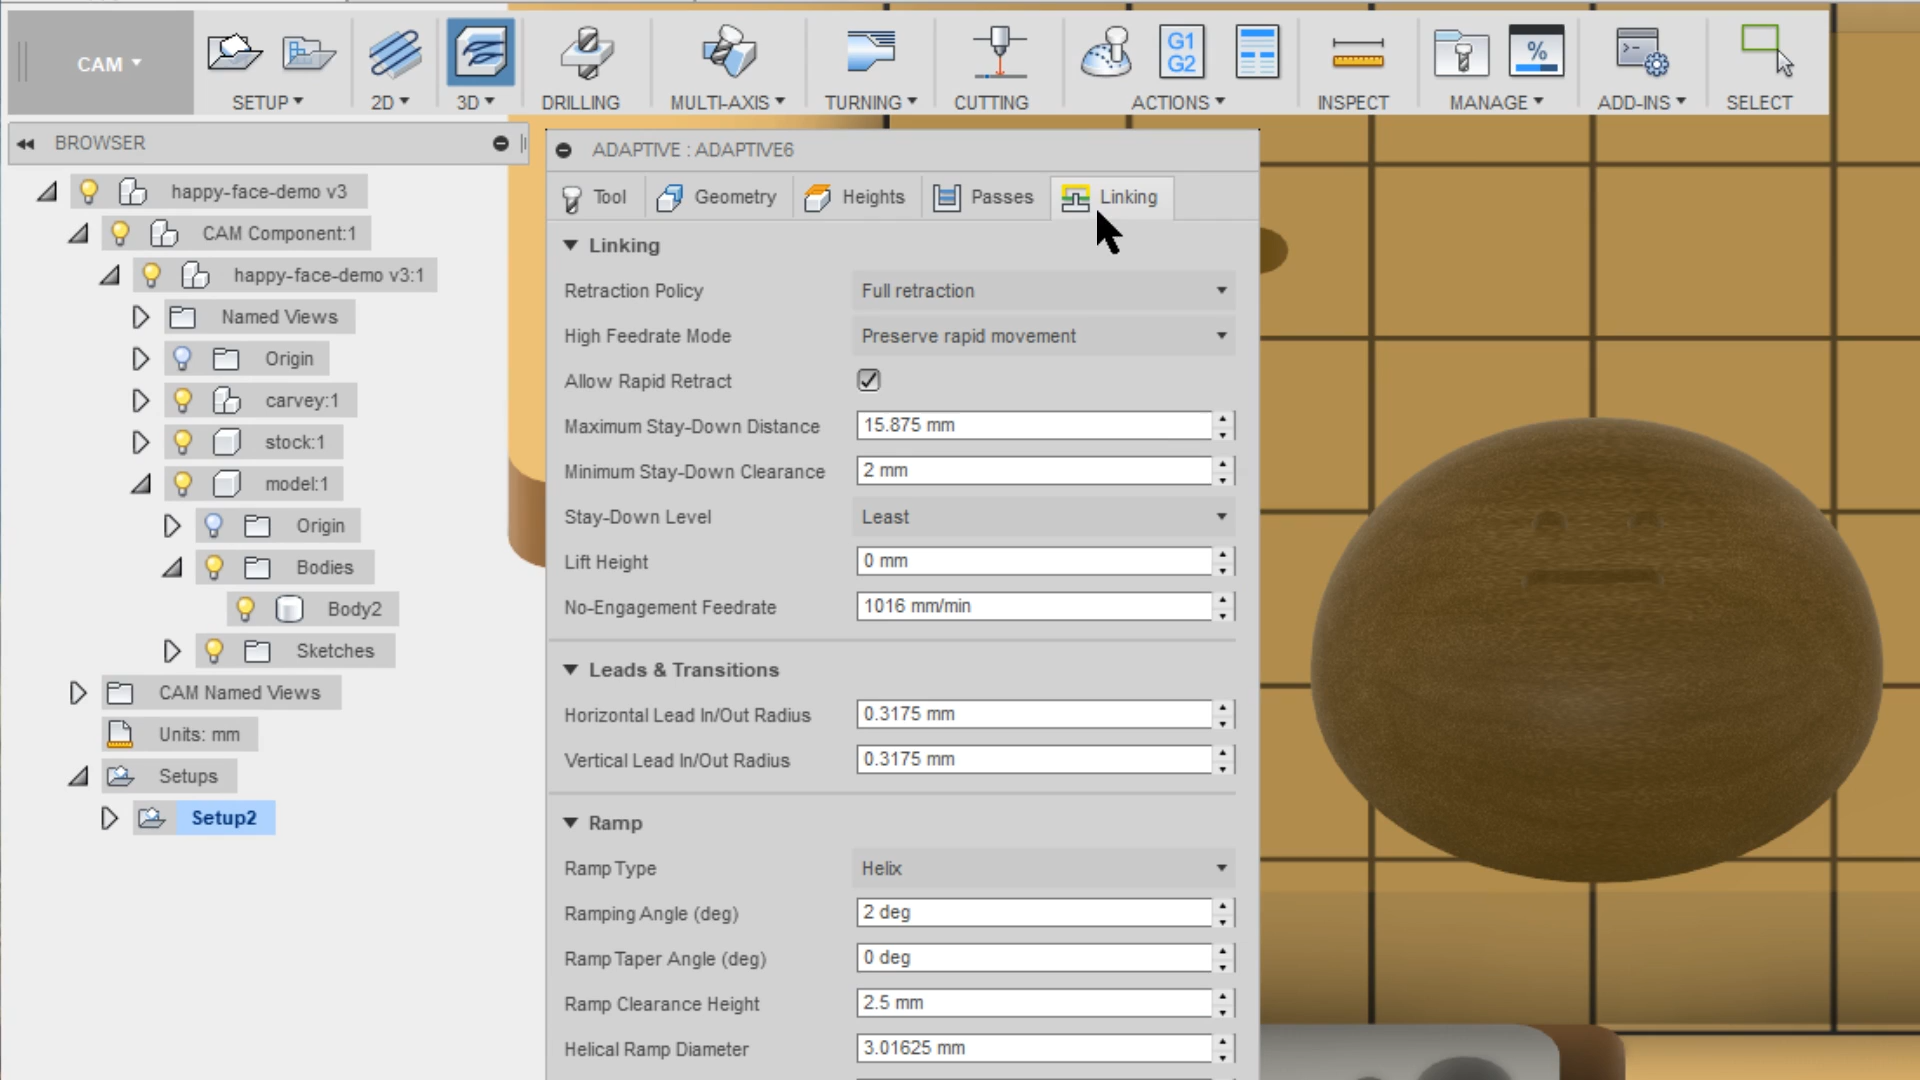 CAM
SETUP
2D
3D
DRILLING
MULTI-AXIS
TURNING
CUTTING
G1
G2
ACTIONS
INSPECT
%
MANAGE
ADD-INS
SELECT
BROWSER
happy-face-demo v3
CAM Component:1
happy-face-demo v3:1
Named Views
Origin
carvey:1
stock:1
model:1
Origin
Bodies
Body2
Sketches
CAM Named Views
Units: mm
Setups
Setup2
ADAPTIVE : ADAPTIVE6
Tool
Geometry
Heights
Passes
Linking
Linking
Retraction Policy Full retraction
High Feedrate Mode Preserve rapid movement
Allow Rapid Retract
Maximum Stay-Down Distance 15.875 mm
Minimum Stay-Down Clearance 2 mm
Stay-Down Level Least
Lift Height 0 mm
No-Engagement Feedrate 1016 mm/min
Leads & Transitions
Horizontal Lead In/Out Radius 0.3175 mm
Vertical Lead In/Out Radius 0.3175 mm
Ramp
Ramp Type Helix
Ramping Angle (deg) 2 deg
Ramp Taper Angle (deg) 0 deg
Ramp Clearance Height 2.5 mm
Helical Ramp Diameter 3.01625 mm